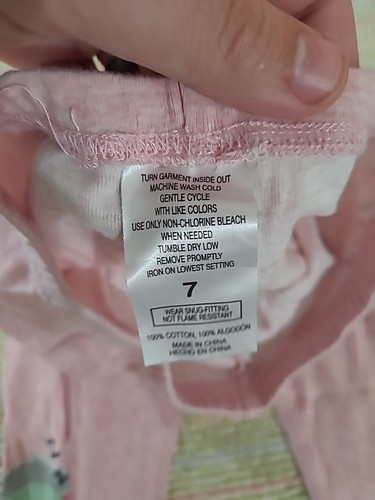 TURN GARMENT INSIDE OUT
MACHINE WASH COLD
GENTLE CYCLE
WITH LIKE COLORS
USE ONLY NON-CHLORINE BLEACH
WHEN NEEDED
TUMBLE DRY LOW
REMOVE PROMPTLY
IRON ON LOWEST SETTING
7
WEAR SNUG-FITTING
NOT FLAME RESISTANT
100% COTTON, 100% ALGODÓN
MADE IN CHINA
HECHO EN CHINA